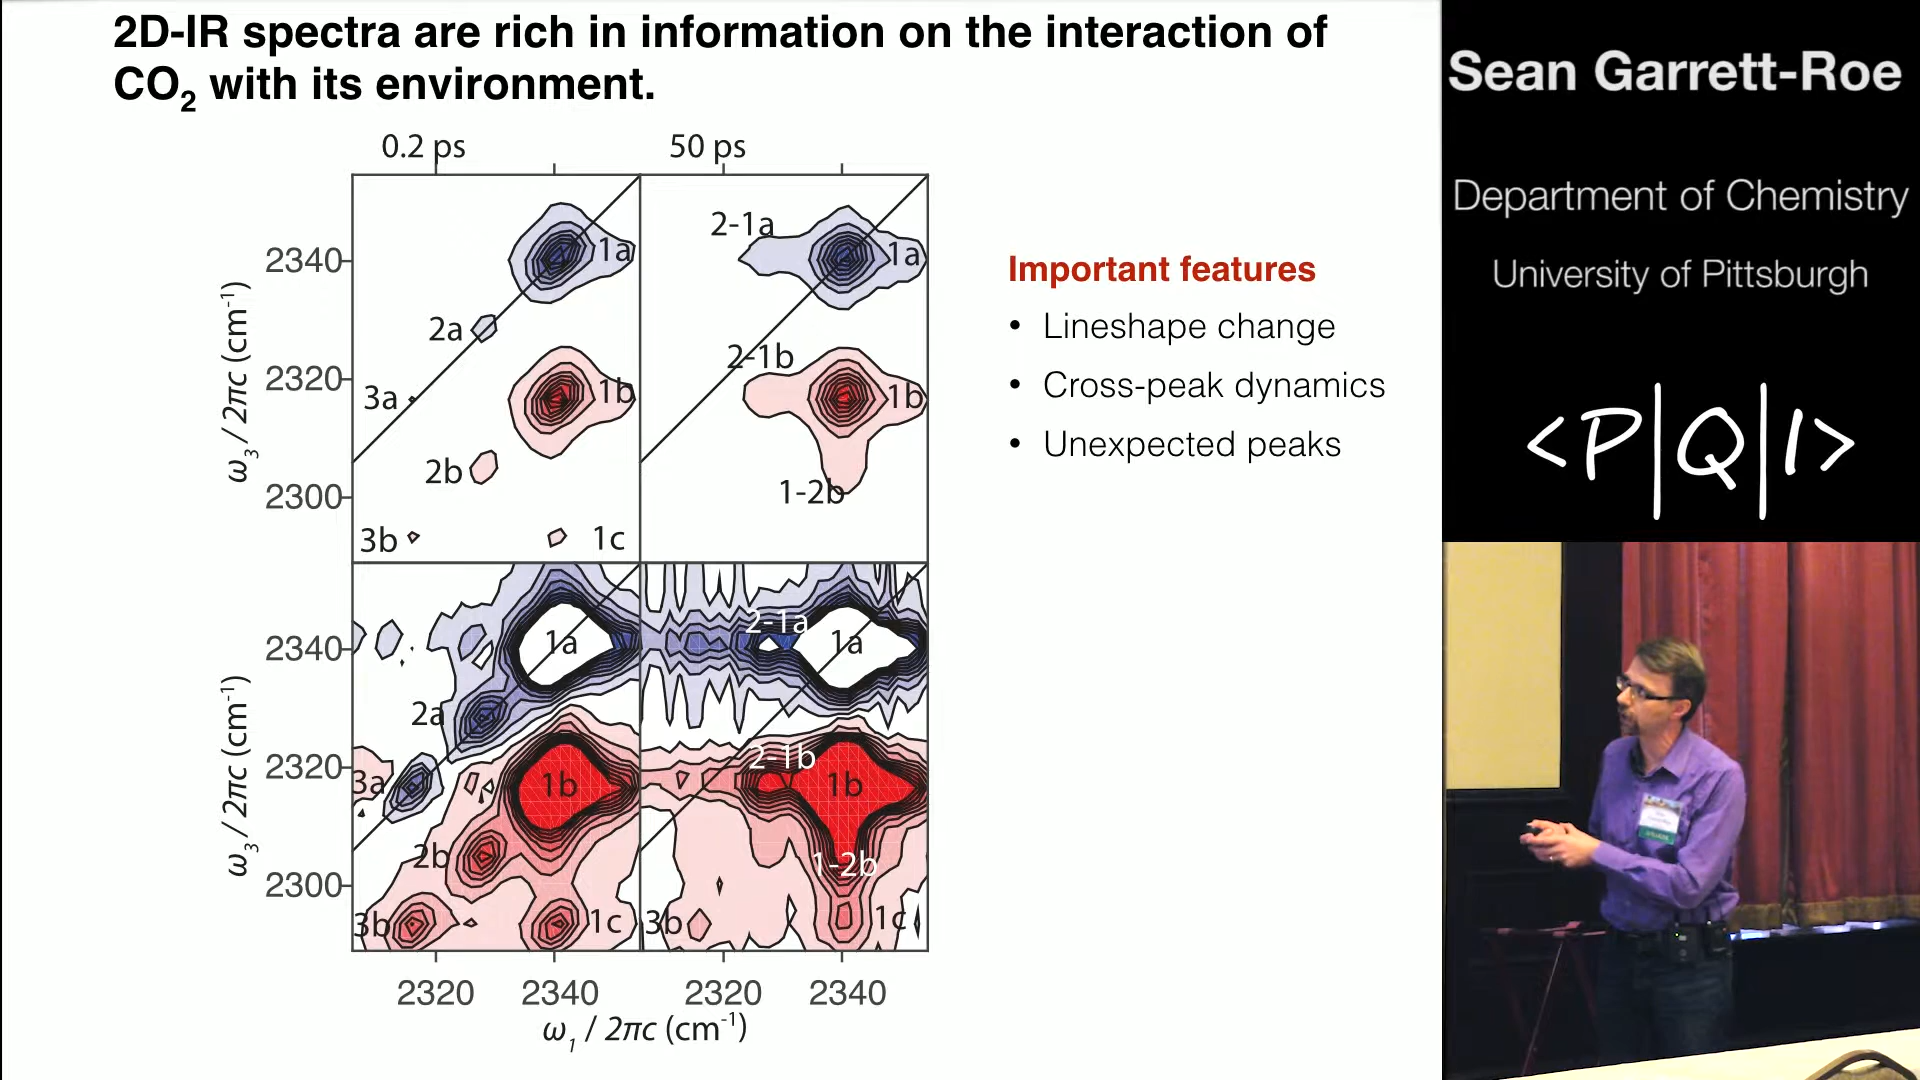 2D-IR spectra are rich in information on the interaction of
CO2 with its environment.
0.2 ps
50 ps
2340
2320
2300
ω3 / 2πc (cm-1)
1a
2a
1b
3a
2b
3b
1c
2-1a
1a
2-1b
1b
1-2b
2340
2320
2300
ω3 / 2πc (cm-1)
1a
2a
3a
1b
2b
3b
1c
2-1a
1a
2-1b
1b
1-2b
3b
1c
2320
2340
2320
2340
ω1 / 2πc (cm-1)
Important features
• Lineshape change
• Cross-peak dynamics
• Unexpected peaks
Sean Garrett-Roe
Department of Chemistry
University of Pittsburgh
<P|Q|I>